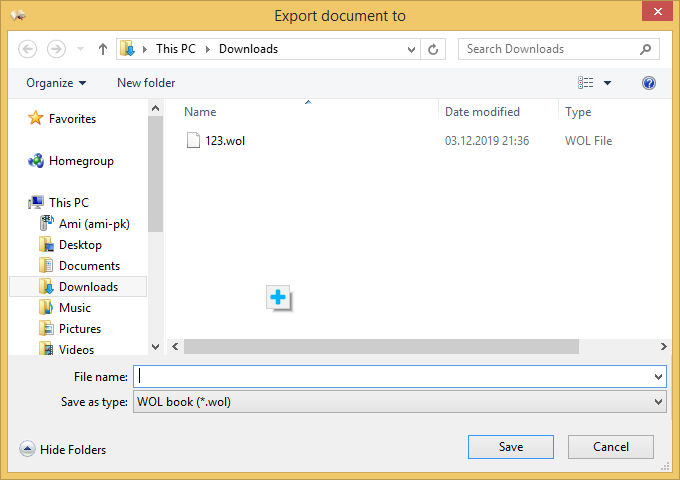 Export document to
This PC Downloads
Search Downloads
Organize New folder
Name Date modified Type
123.wol 03.12.2019 21:36 WOL File
Favorites
Homegroup
This PC
Ami (ami-pk)
Desktop
Documents
Downloads
Music
Pictures
Videos
File name:
Save as type: WOL book (*.wol)
Hide Folders Save Cancel